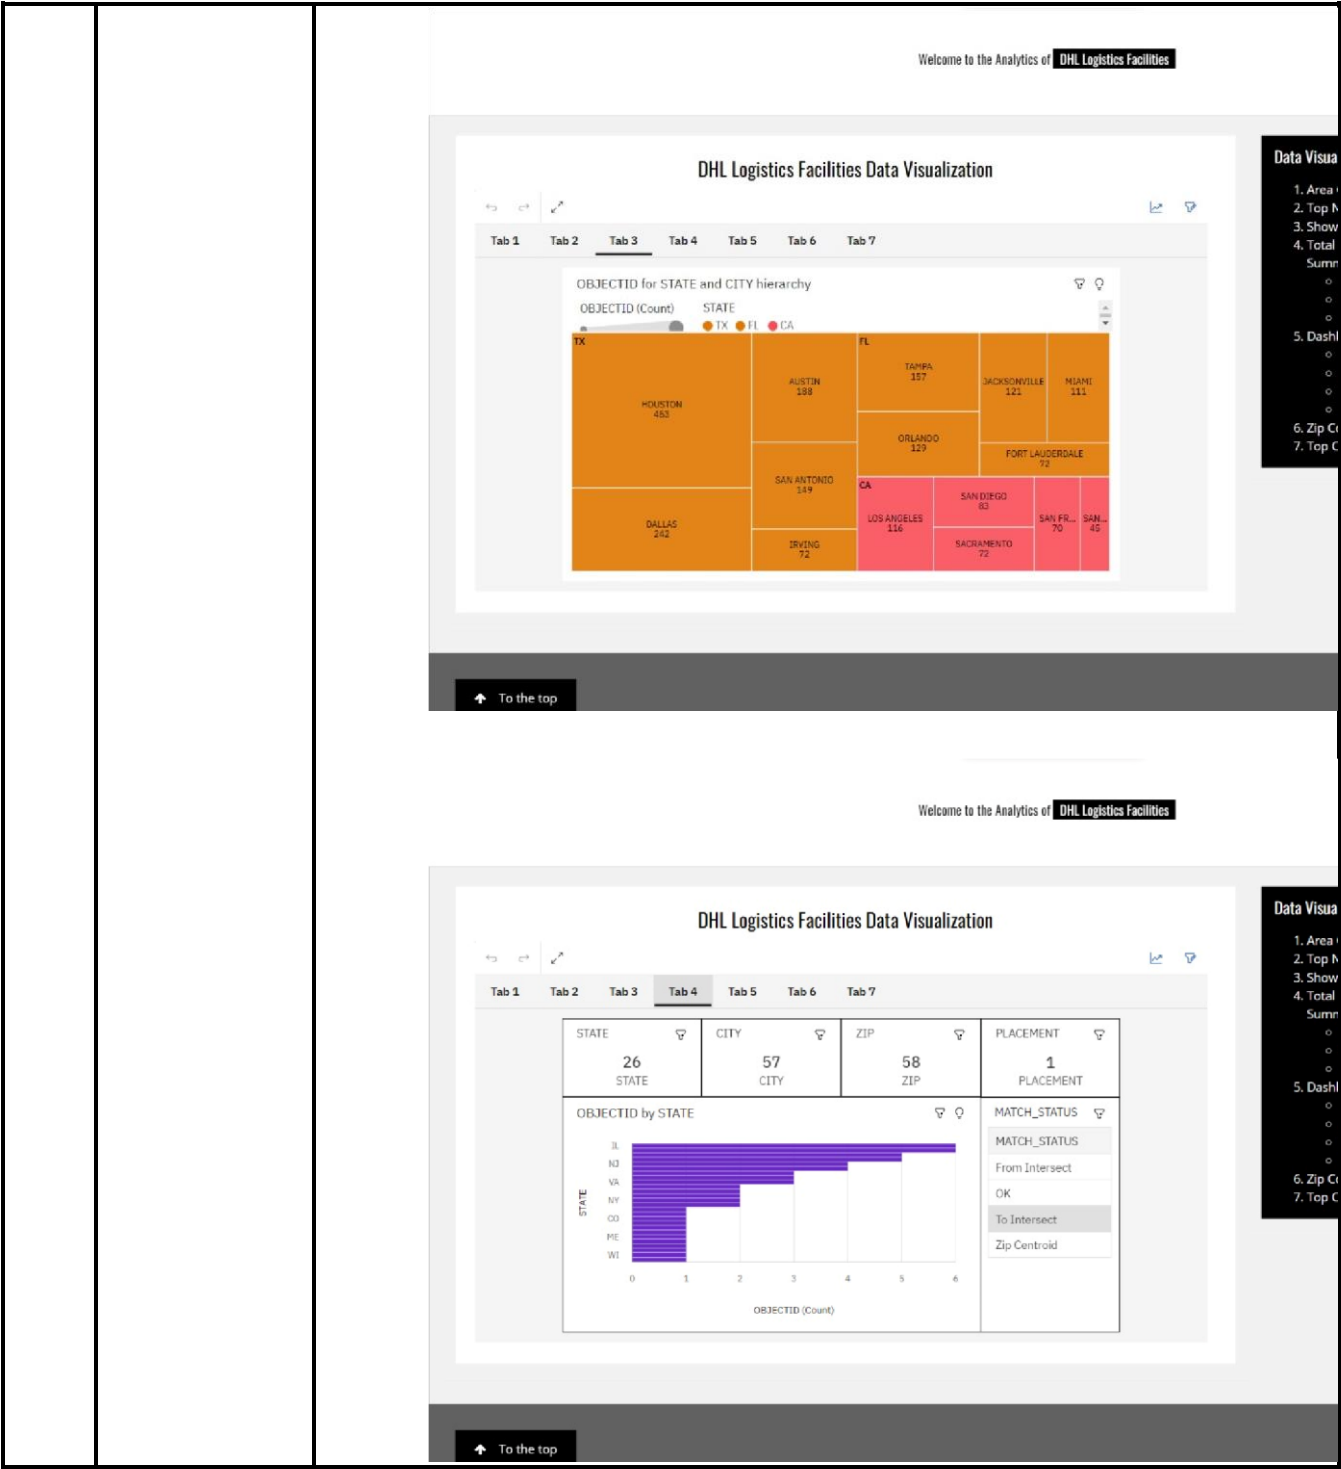 Welcome to the Analytics of DHL Logistics Facilities
DHL Logistics Facilities Data Visualization
Tab 1 Tab 2 Tab 3 Tab 4 Tab 5 Tab 6 Tab 7
OBJECTID for STATE and CITY hierarchy
OBJECTID (Count) STATE
TX FL CA
TX
HOUSTON
453
DALLAS
242
AUSTIN
188
SAN ANTONIO
149
IRVING
72
FL
TAMPA
157
ORLANDO
129
JACKSONVILLE
121
MIAMI
111
FORT LAUDERDALE
72
CA
LOS ANGELES
116
SAN DIEGO
83
SACRAMENTO
72
SAN FR...
70
SAN...
45
Data Visua
1. Area
2. Top N
3. Show
4. Total
Summ
5. Dash
6. Zip Co
7. Top C
To the top
Welcome to the Analytics of DHL Logistics Facilities
DHL Logistics Facilities Data Visualization
Tab 1 Tab 2 Tab 3 Tab 4 Tab 5 Tab 6 Tab 7
STATE
26
STATE
CITY
57
CITY
ZIP
58
ZIP
PLACEMENT
1
PLACEMENT
OBJECTID by STATE
STATE
IL
NJ
VA
NY
CO
ME
WI
0 1 2 3 4 5 6
OBJECTID (Count)
MATCH_STATUS
MATCH_STATUS
From Intersect
OK
To Intersect
Zip Centroid
Data Visua
1. Area
2. Top N
3. Show
4. Total
Summ
5. Dash
6. Zip Co
7. Top C
To the top